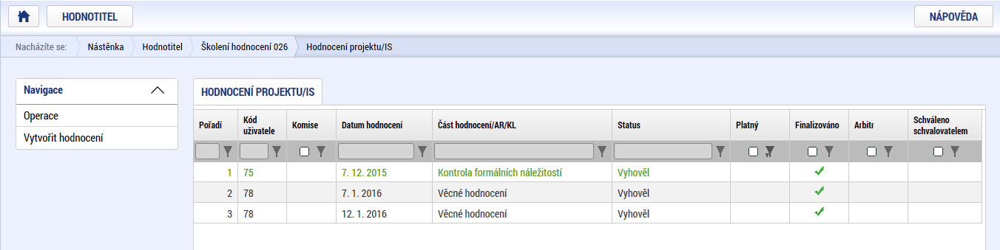 HODNOTITEL
NÁPOVĚDA
Nacházíte se: Nástěnka Hodnotitel Školení hodnocení 026 Hodnocení projektu/IS
Navigace
Operace
Vytvořit hodnocení
HODNOCENÍ PROJEKTU/IS
Pořadí Kód uživatele Komise Datum hodnocení Část hodnocení/AR/KL Status Platný Finalizováno Arbitr Schváleno schvalovatelem
1 75 7. 12. 2015 Kontrola formálních náležitostí Vyhověl
2 78 7. 1. 2016 Věcné hodnocení Vyhověl
3 78 12. 1. 2016 Věcné hodnocení Vyhověl